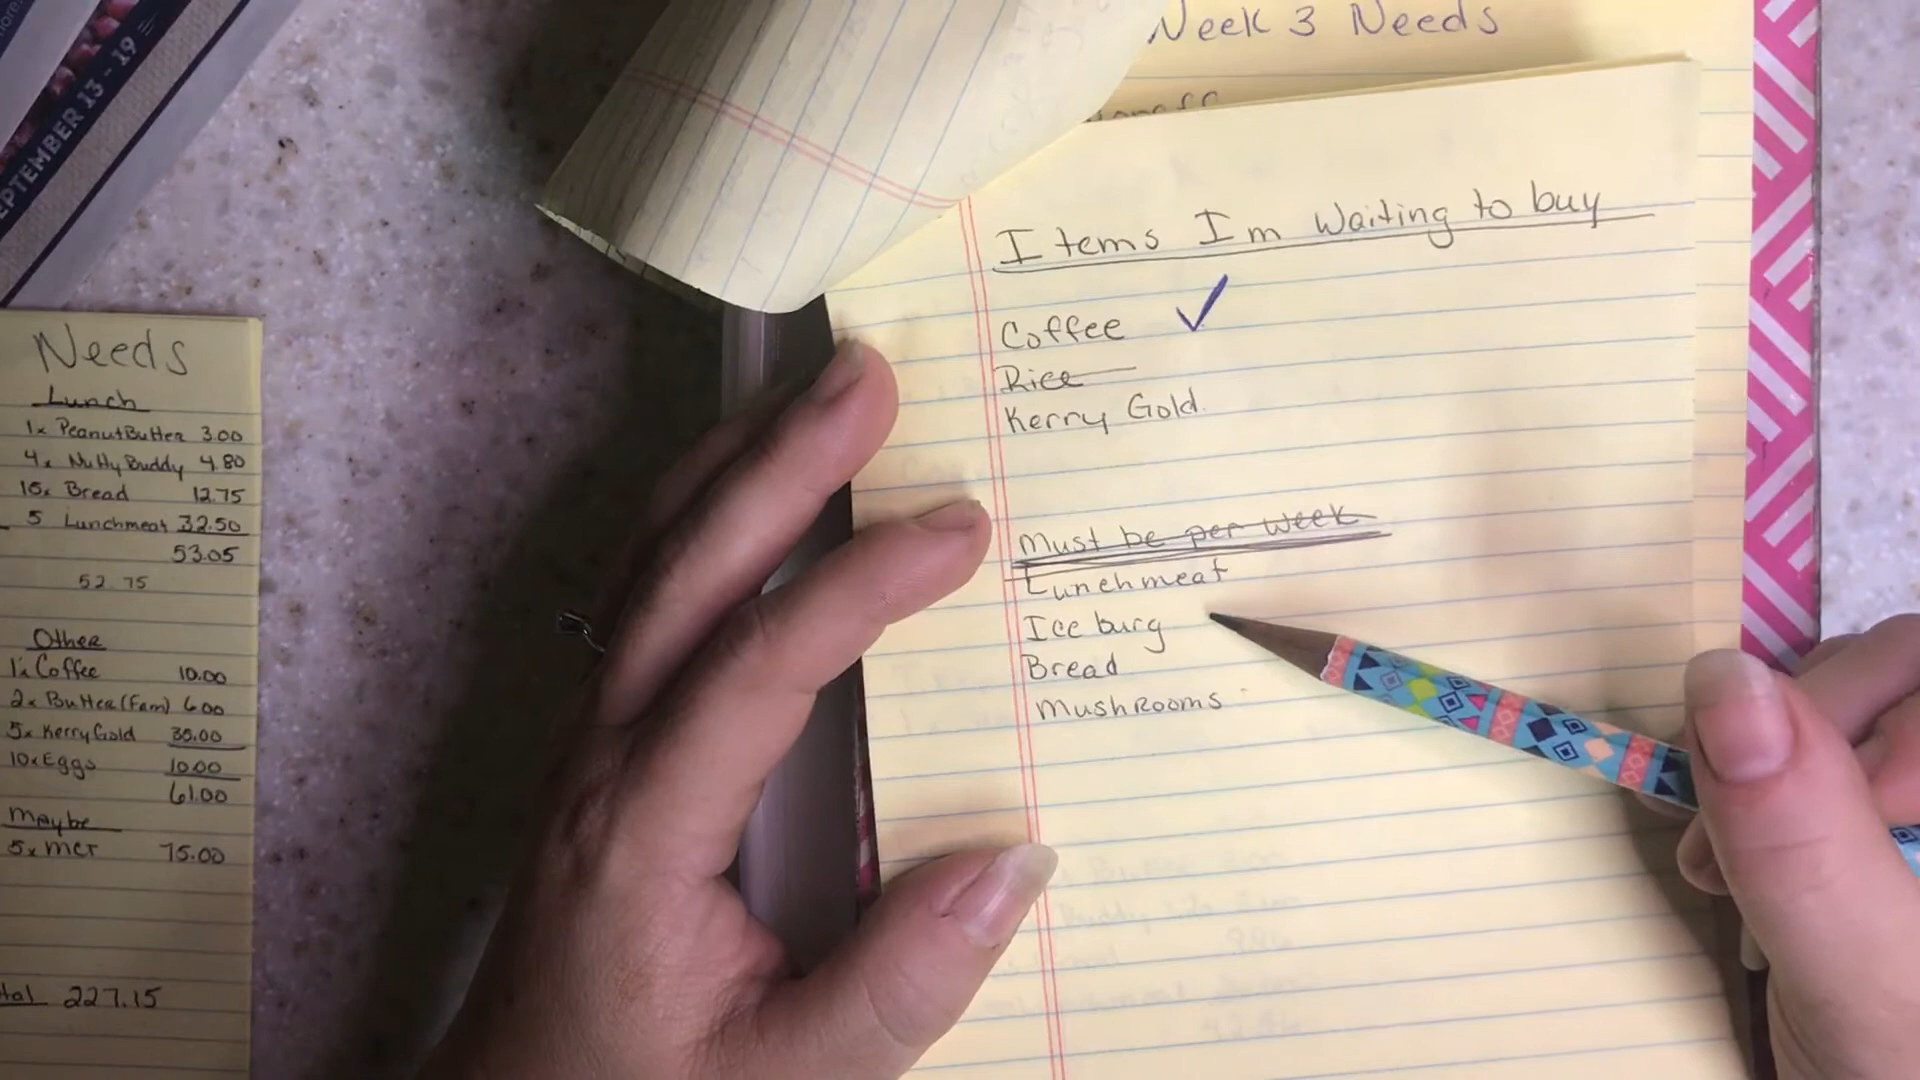 SEPTEMBER 13 - 19
Needs
Lunch
1x PeanutButter 3.00
4x Nutty Buddy 4.80
15x Bread 12.75
5 Lunchmeat 32.50
53.05
52.75
Other
1x Coffee 10.00
2x Butter (Fam) 6.00
5x KerryGold 35.00
10x Eggs 10.00
61.00
Maybe
5x MCT 75.00
227.15
Week 3 Needs
Items Im Waiting to buy
Coffee ✓
Rice
Kerry Gold.
Must be per week
Lunchmeat
Ice burg
Bread
MushRooms